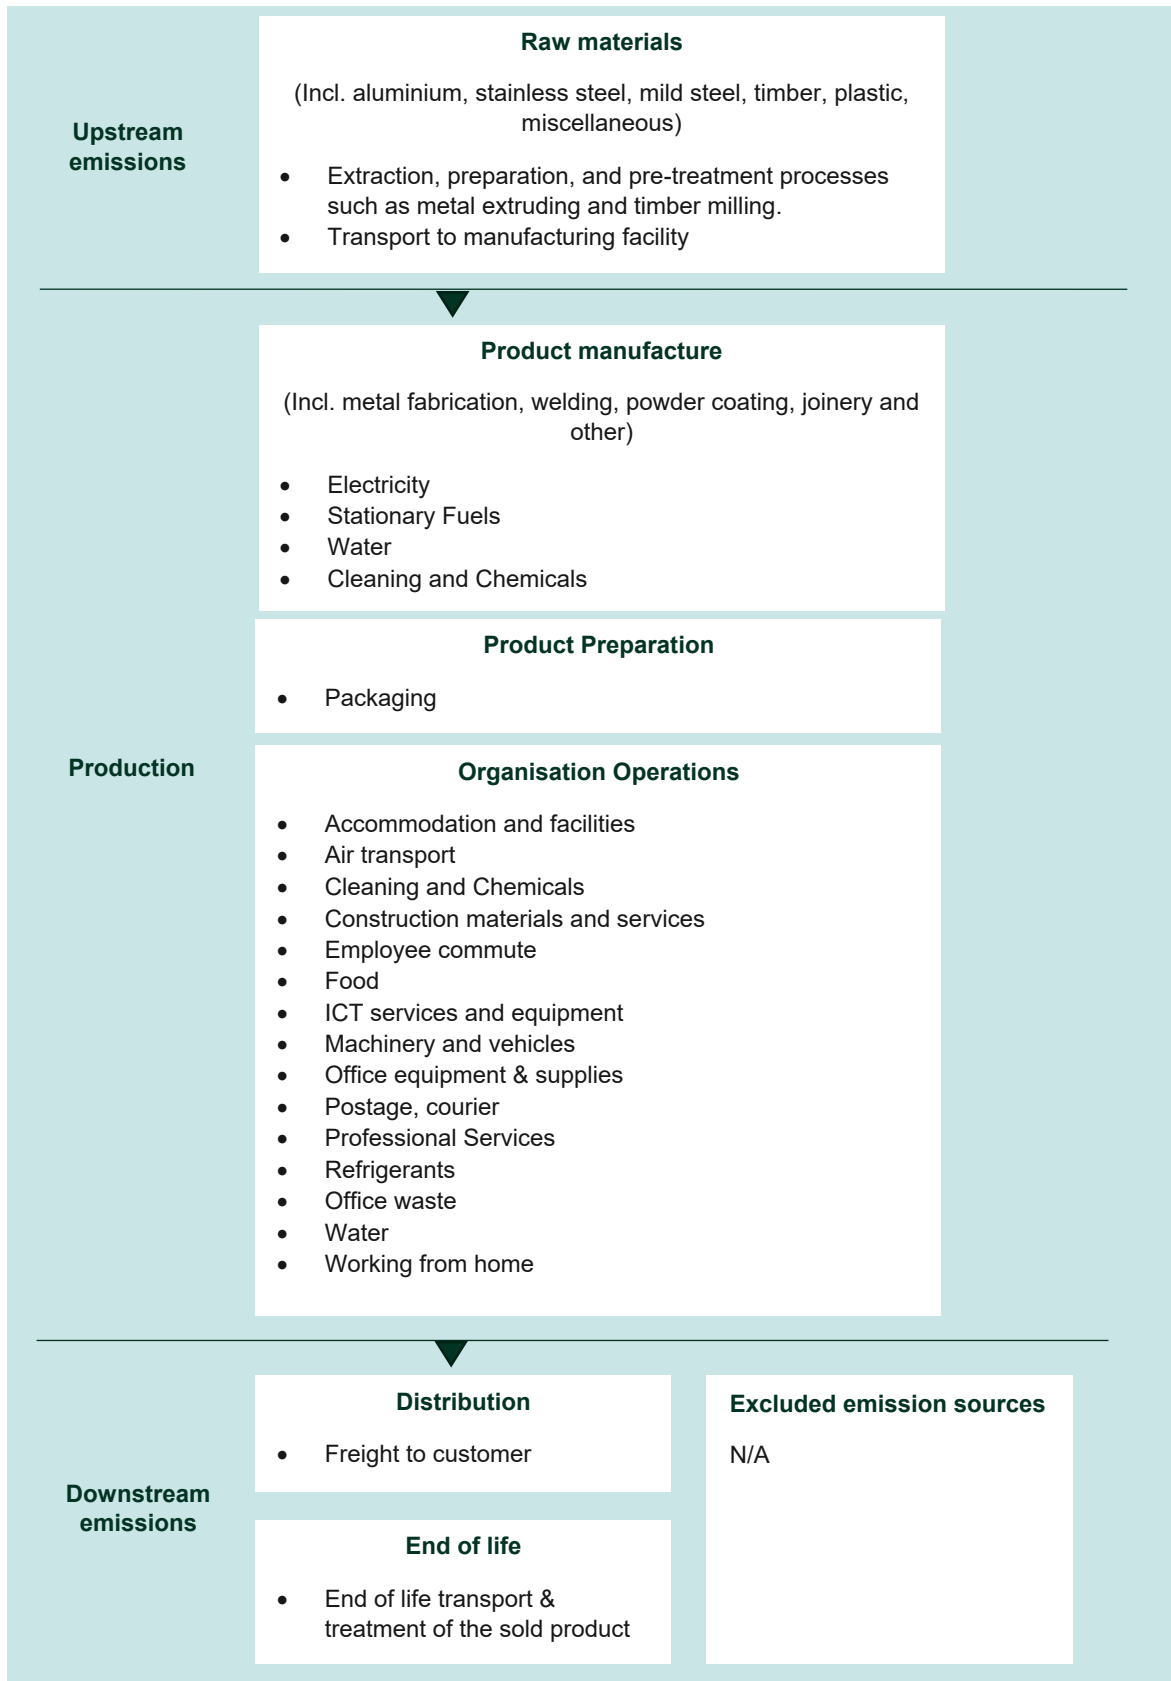 Upstream
emissions
Raw materials
(Incl. aluminium, stainless steel, mild steel, timber, plastic,
miscellaneous)
• Extraction, preparation, and pre-treatment processes
such as metal extruding and timber milling.
• Transport to manufacturing facility
Production
Product manufacture
(Incl. metal fabrication, welding, powder coating, joinery and
other)
• Electricity
• Stationary Fuels
• Water
• Cleaning and Chemicals
Product Preparation
• Packaging
Organisation Operations
• Accommodation and facilities
• Air transport
• Cleaning and Chemicals
• Construction materials and services
• Employee commute
• Food
• ICT services and equipment
• Machinery and vehicles
• Office equipment & supplies
• Postage, courier
• Professional Services
• Refrigerants
• Office waste
• Water
• Working from home
Downstream
emissions
Distribution
• Freight to customer
End of life
• End of life transport &
treatment of the sold product
Excluded emission sources
N/A